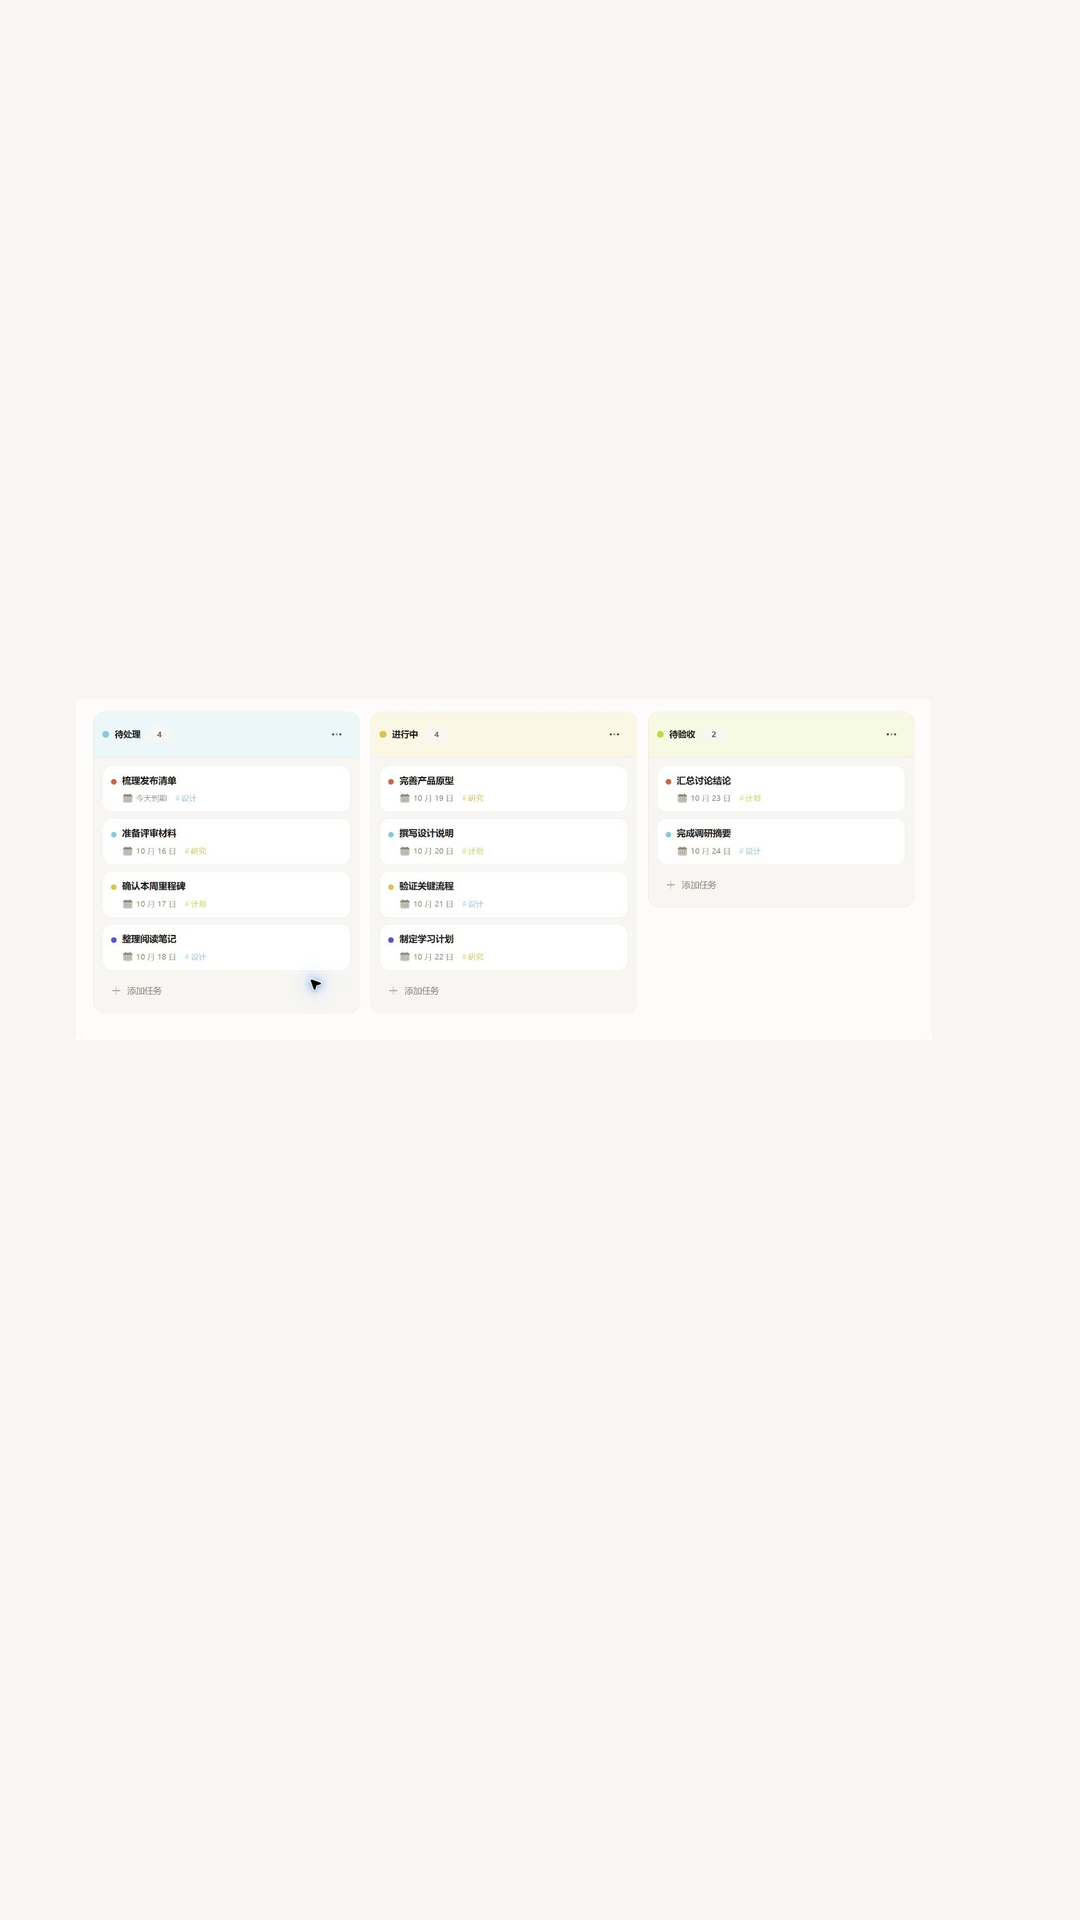 待处理 4
梳理发布清单
今天到期 #设计
准备评审材料
10 月 16 日 #研究
确认本周里程碑
10 月 17 日 #计划
整理阅读笔记
10 月 18 日 #设计
添加任务
进行中 4
完善产品原型
10 月 19 日 #研究
撰写设计说明
10 月 20 日 #计划
验证关键流程
10 月 21 日 #设计
制定学习计划
10 月 22 日 #研究
添加任务
待验收 2
汇总讨论结论
10 月 23 日 #计划
完成调研摘要
10 月 24 日 #设计
添加任务